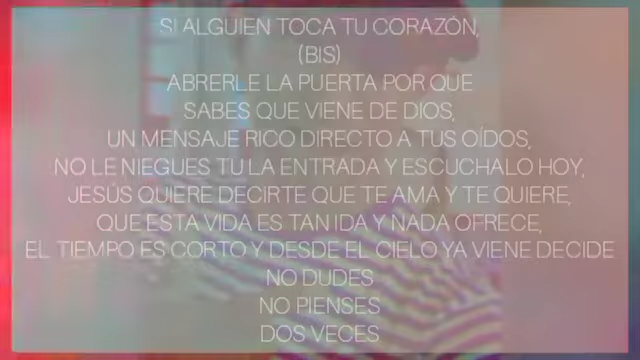 SI ALGUIEN TOCA TU CORAZÓN,
(BIS)
ABRERLE LA PUERTA POR QUE
SABES QUE VIENE DE DIOS,
UN MENSAJE RICO DIRECTO A TUS OÍDOS,
NO LE NIEGUES TU LA ENTRADA Y ESCUCHALO HOY,
JESÚS QUIERE DECIRTE QUE TE AMA Y TE QUIERE,
QUE ESTA VIDA ES TAN IDA Y NADA OFRECE,
EL TIEMPO ES CORTO Y DESDE EL CIELO YA VIENE DECIDE
NO DUDES
NO PIENSES
DOS VECES